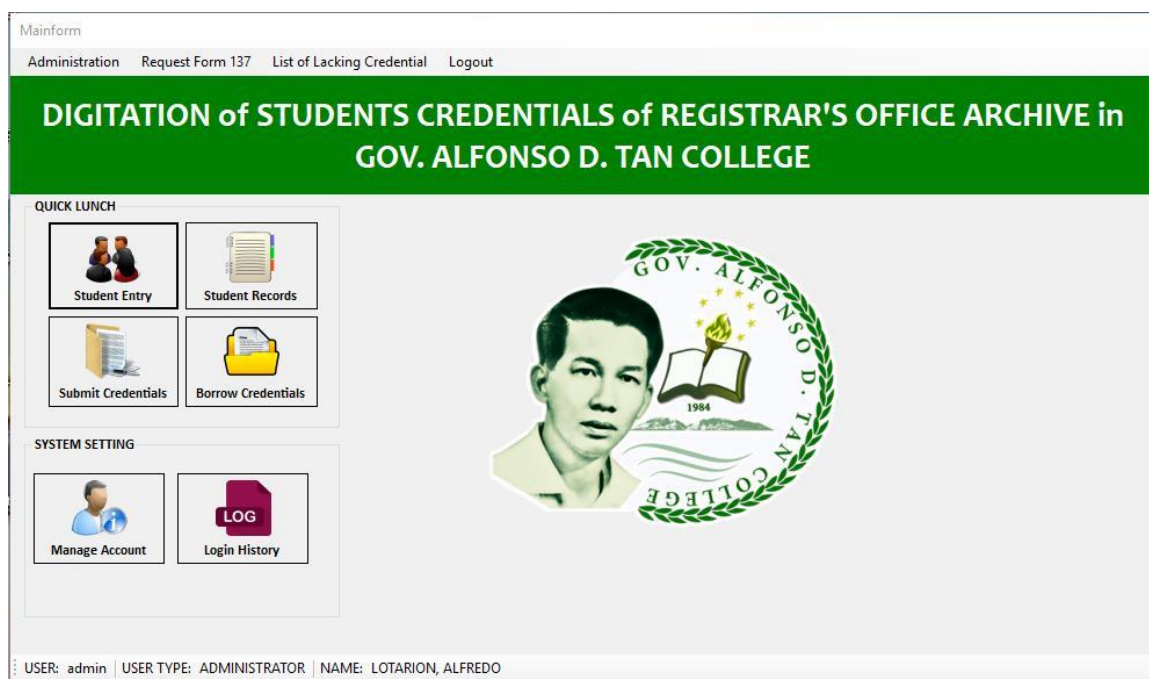 Mainform
Administration Request Form 137 List of Lacking Credential Logout
DIGITATION of STUDENTS CREDENTIALS of REGISTRAR'S OFFICE ARCHIVE in
GOV. ALFONSO D. TAN COLLEGE
QUICK LUNCH
Student Entry
Student Records
Submit Credentials
Borrow Credentials
SYSTEM SETTING
LOG
Manage Account
Login History
GOV. ALFONSO D. TAN COLLEGE
1984
USER: admin USER TYPE: ADMINISTRATOR NAME: LOTARION, ALFREDO